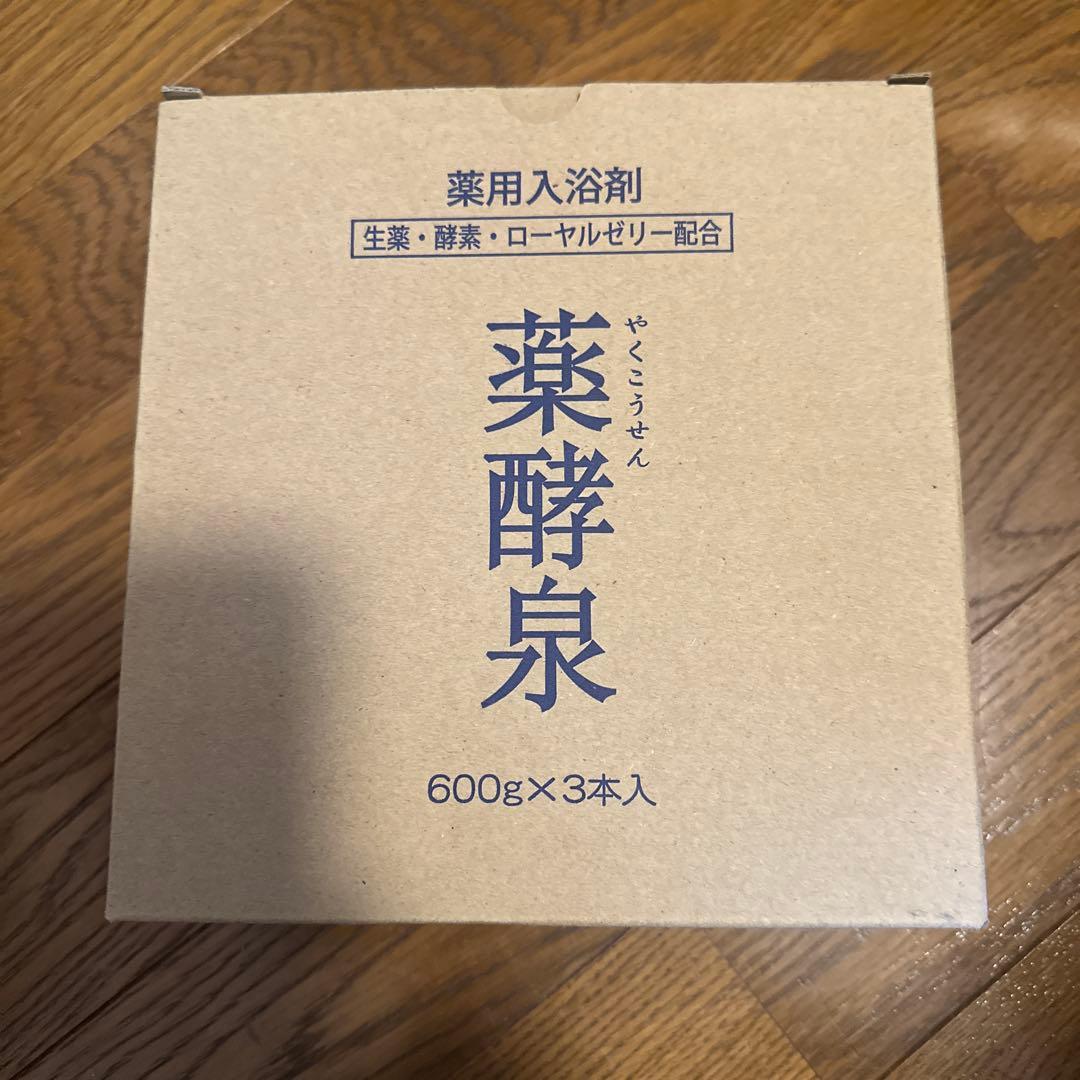 薬用入浴剤
生薬・酵素・ローヤルゼリー配合
薬酵泉
やくこうせん
600g×3本入